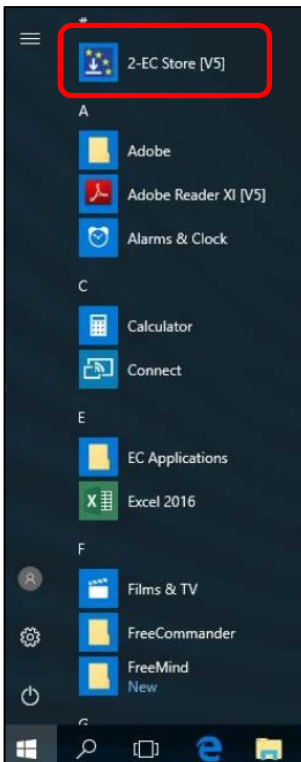 #
2-EC Store [V5]
A
Adobe
Adobe Reader XI [V5]
Alarms & Clock
C
Calculator
Connect
E
EC Applications
Excel 2016
F
Films & TV
FreeCommander
FreeMind
New
G